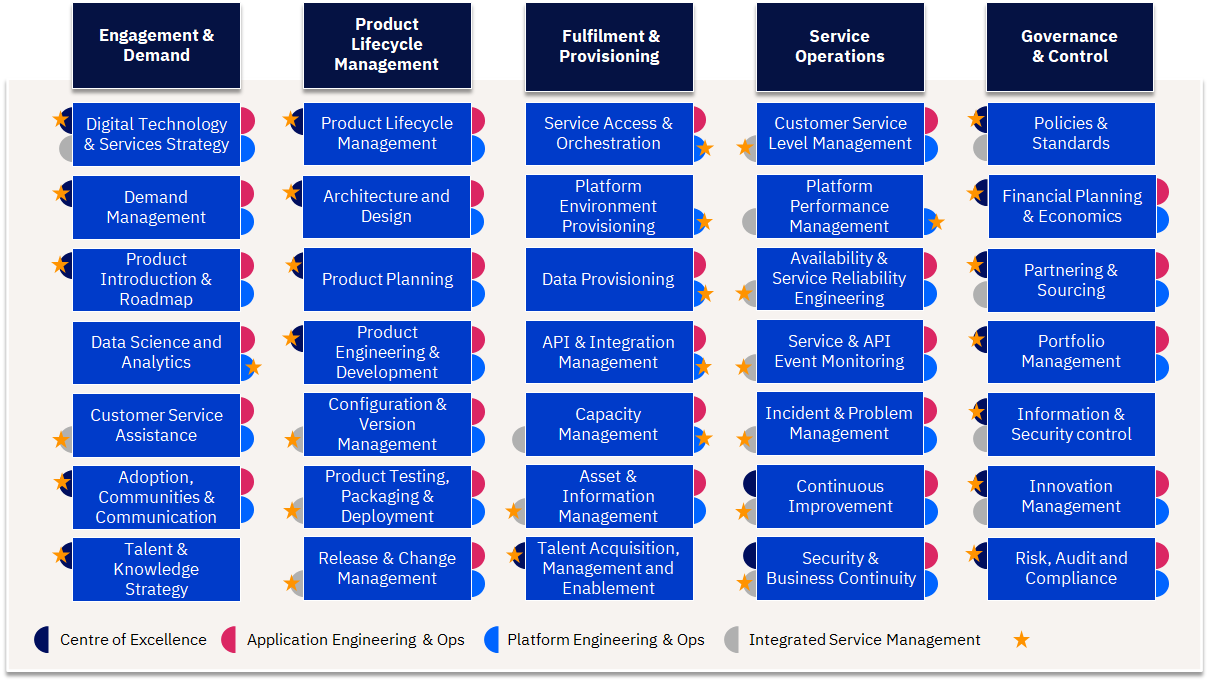 Engagement &
Demand
Product
Lifecycle
Management
Fulfilment &
Provisioning
Service
Operations
Governance
& Control
Digital Technology
& Services Strategy
Product Lifecycle
Management
Service Access &
Orchestration
Customer Service
Level Management
Policies &
Standards
Demand
Management
Architecture and
Design
Platform
Environment
Provisioning
Platform
Performance
Management
Financial Planning
& Economics
Product
Introduction &
Roadmap
Product Planning
Data Provisioning
Availability &
Service Reliability
Engineering
Partnering &
Sourcing
Data Science and
Analytics
Product
Engineering &
Development
API & Integration
Management
Service & API
Event Monitoring
Portfolio
Management
Customer Service
Assistance
Configuration &
Version
Management
Capacity
Management
Incident & Problem
Management
Information &
Security control
Adoption,
Communities &
Communication
Product Testing,
Packaging &
Deployment
Asset &
Information
Management
Continuous
Improvement
Innovation
Management
Talent &
Knowledge
Strategy
Release & Change
Management
Talent Acquisition,
Management and
Enablement
Security &
Business Continuity
Risk, Audit and
Compliance
Centre of Excellence
Application Engineering & Ops
Platform Engineering & Ops
Integrated Service Management